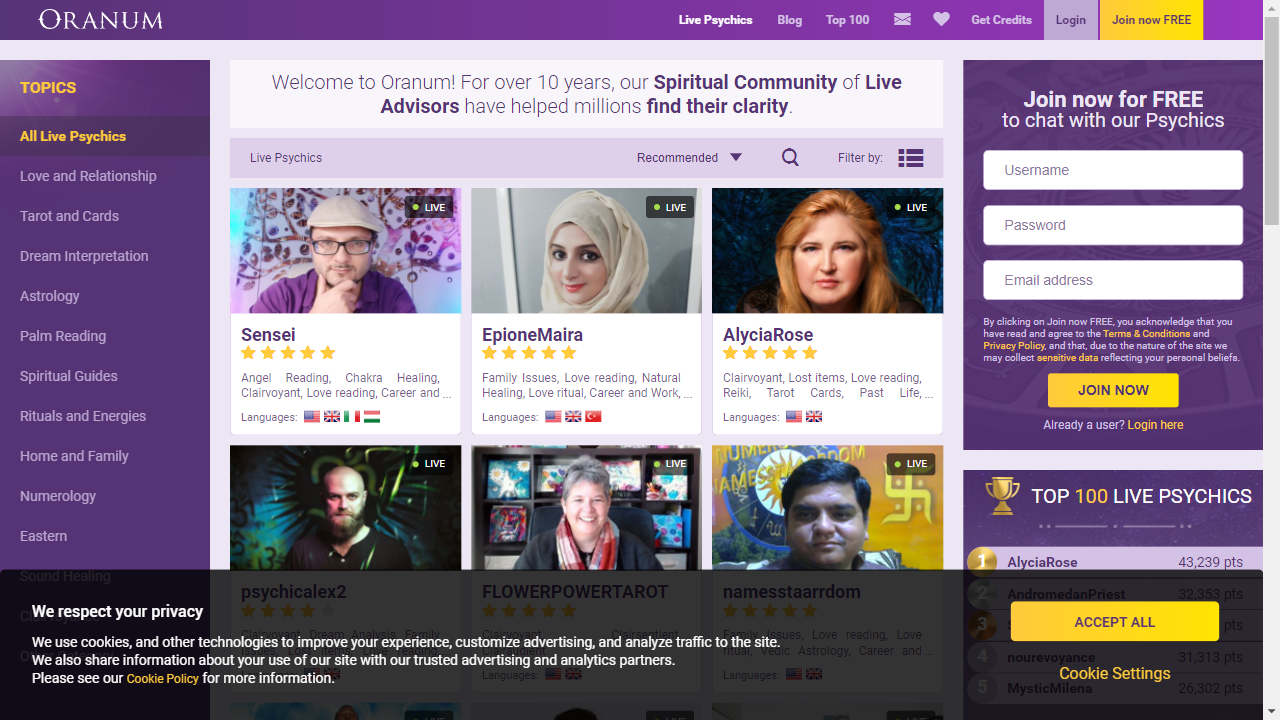 ORANUM
Live Psychics
Blog
Top 100
Get Credits
Login
Join now FREE
TOPICS
All Live Psychics
Love and Relationship
Tarot and Cards
Dream Interpretation
Astrology
Palm Reading
Spiritual Guides
Rituals and Energies
Home and Family
Numerology
Eastern
Sound Healing
Welcome to Oranum! For over 10 years, our Spiritual Community of Live
Advisors have helped millions find their clarity.
Live Psychics
Recommended
Filter by:
LIVE
Sensei
Angel Reading, Chakra Healing,
Clairvoyant, Love reading, Career and ...
Languages:
LIVE
EpioneMaira
Family Issues, Love reading, Natural
Healing, Love ritual, Career and Work, ...
Languages:
LIVE
AlyciaRose
Clairvoyant, Lost items, Love reading,
Reiki, Tarot Cards, Past Life, ...
Languages:
LIVE
psychicalex2
LIVE
FLOWERPOWERTAROT
LIVE
namesstaarrdom
Family Issues, Love reading, Love
ritual, Vedic Astrology, Career and ...
Languages:
LIVE
LIVE
LIVE
Join now for FREE
to chat with our Psychics
Username
Password
Email address
By clicking on Join now FREE, you acknowledge that you
have read and agree to the Terms & Conditions and
Privacy Policy, and that, due to the nature of the site we
may collect sensitive data reflecting your personal beliefs.
JOIN NOW
Already a user? Login here
TOP 100 LIVE PSYCHICS
1 AlyciaRose 43,239 pts
2 AndromedanPriest 32,353 pts
3 pts
4 nourevoyance 31,313 pts
5 MysticMilena 26,302 pts
We respect your privacy
We use cookies, and other technologies to improve your experience, customize advertising, and analyze traffic to the site.
We also share information about your use of our site with our trusted advertising and analytics partners.
Please see our Cookie Policy for more information.
ACCEPT ALL
Cookie Settings